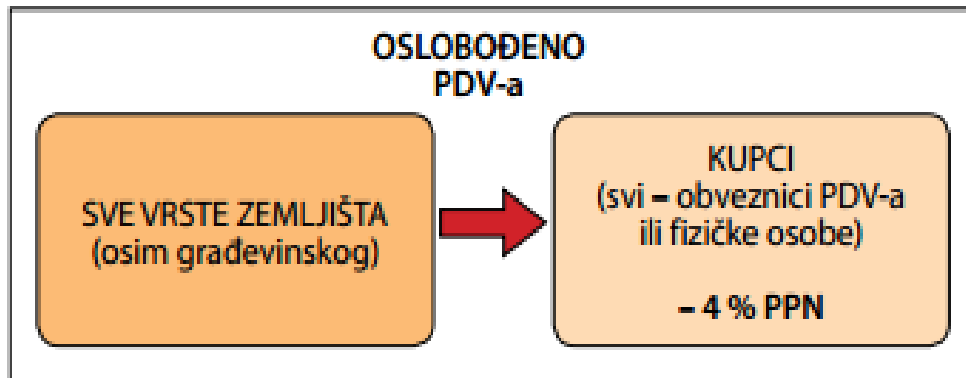 OSLOBOĐENO
PDV-a
SVE VRSTE ZEMLJIŠTA
(osim građevinskog)
KUPCI
(svi – obveznici PDV-a
ili fizičke osobe)
– 4 % PPN